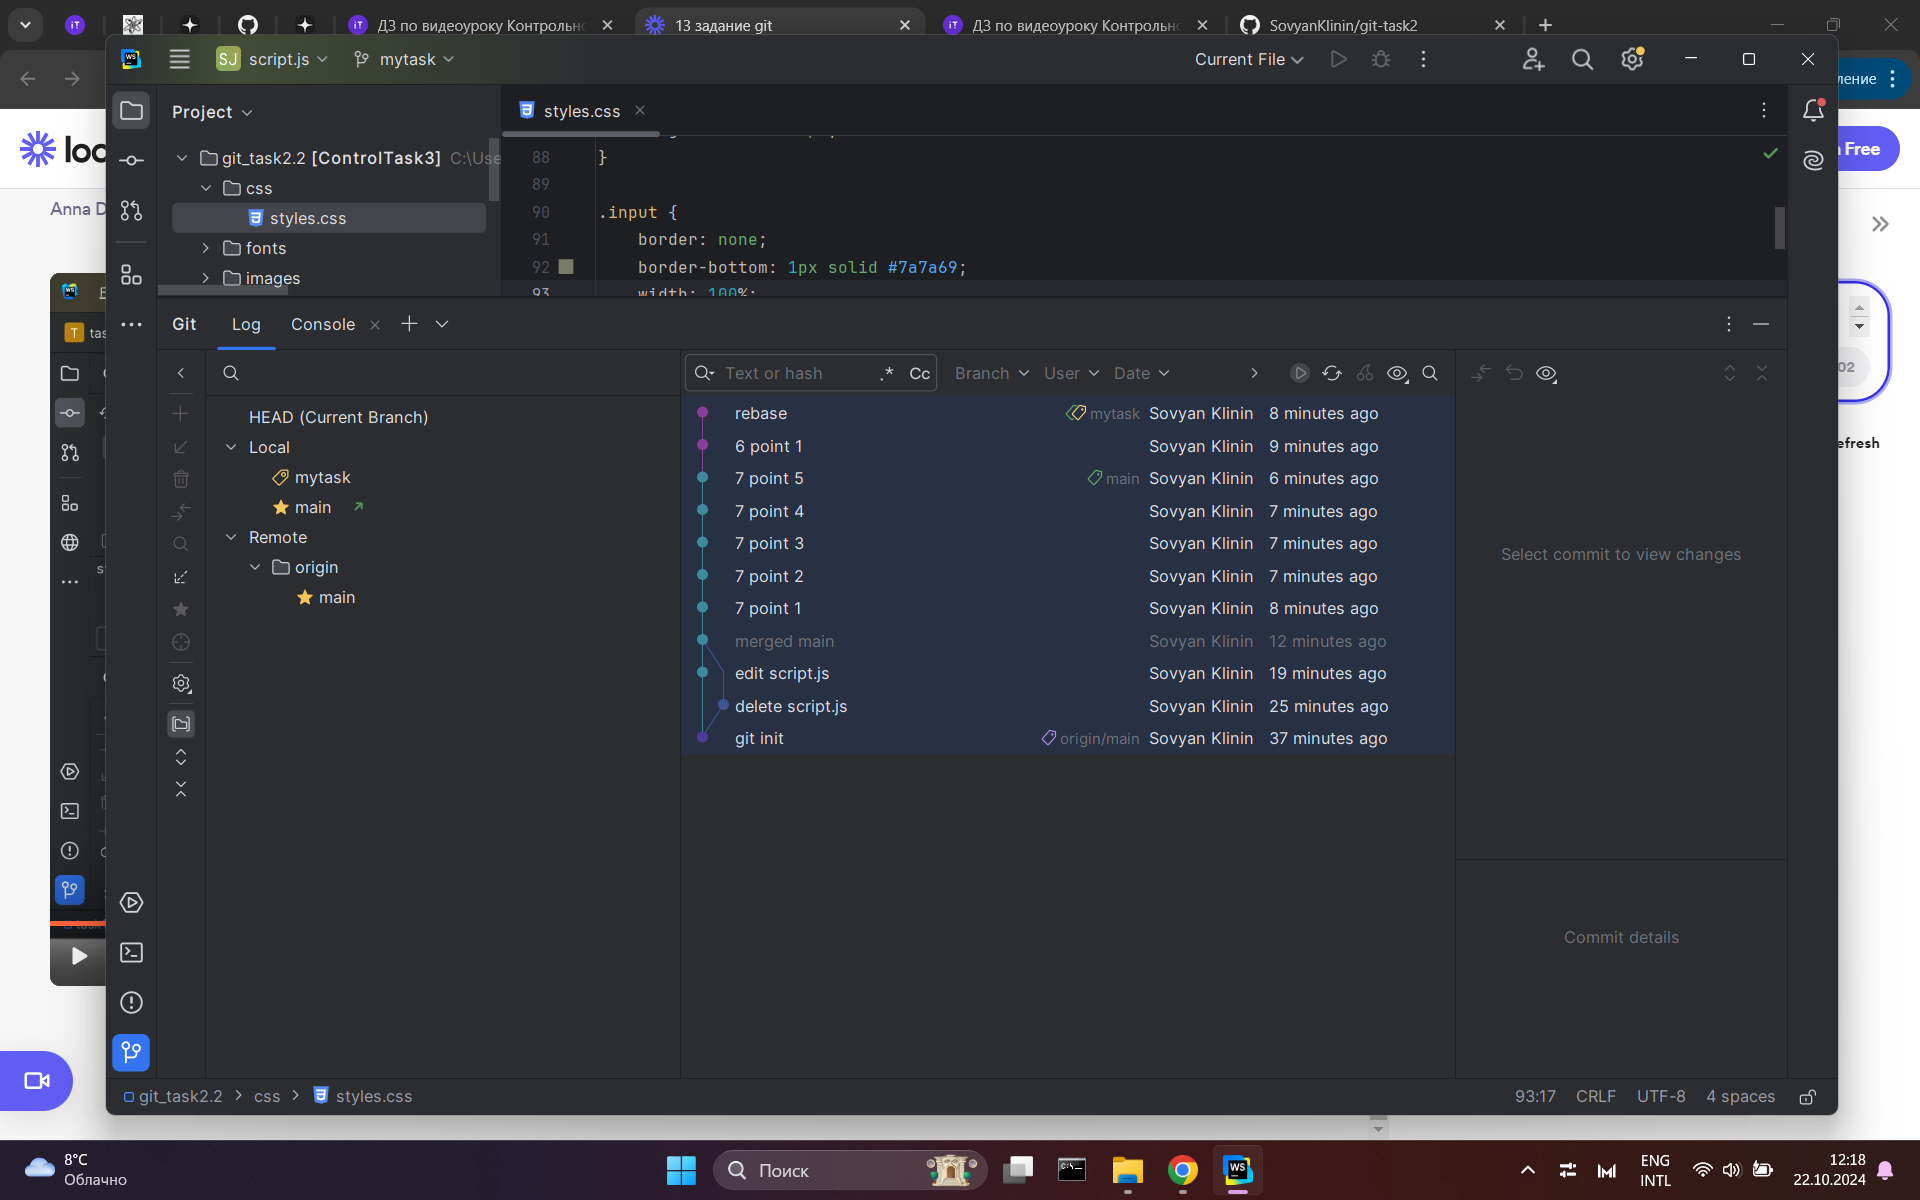 ДЗ по видеоуроку Контрольн
13 задание git
ДЗ по видеоуроку Контрольн
SovyanKlinin/git-task2
SJ script.js mytask
Current File
ление
Project
styles.css
loo
Free
git_task2.2 [ControlTask3] C:\Use
88 }
css
89
Anna D
styles.css
90 .input {
fonts
91 border: none;
92 border-bottom: 1px solid #7a7a69;
images
93 width: 100%;
Git Log Console
T tas
Text or hash .* Cc Branch User Date
02
HEAD (Current Branch)
Local
mytask
main
Remote
origin
main
rebase mytask Sovyan Klinin 8 minutes ago
6 point 1 Sovyan Klinin 9 minutes ago
7 point 5 main Sovyan Klinin 6 minutes ago
7 point 4 Sovyan Klinin 7 minutes ago
7 point 3 Sovyan Klinin 7 minutes ago
7 point 2 Sovyan Klinin 7 minutes ago
7 point 1 Sovyan Klinin 8 minutes ago
merged main Sovyan Klinin 12 minutes ago
edit script.js Sovyan Klinin 19 minutes ago
delete script.js Sovyan Klinin 25 minutes ago
git init origin/main Sovyan Klinin 37 minutes ago
efresh
Select commit to view changes
Commit details
git_task2.2 > css > styles.css
93:17 CRLF UTF-8 4 spaces
8°C
Облачно
Поиск
ENG
INTL
12:18
22.10.2024